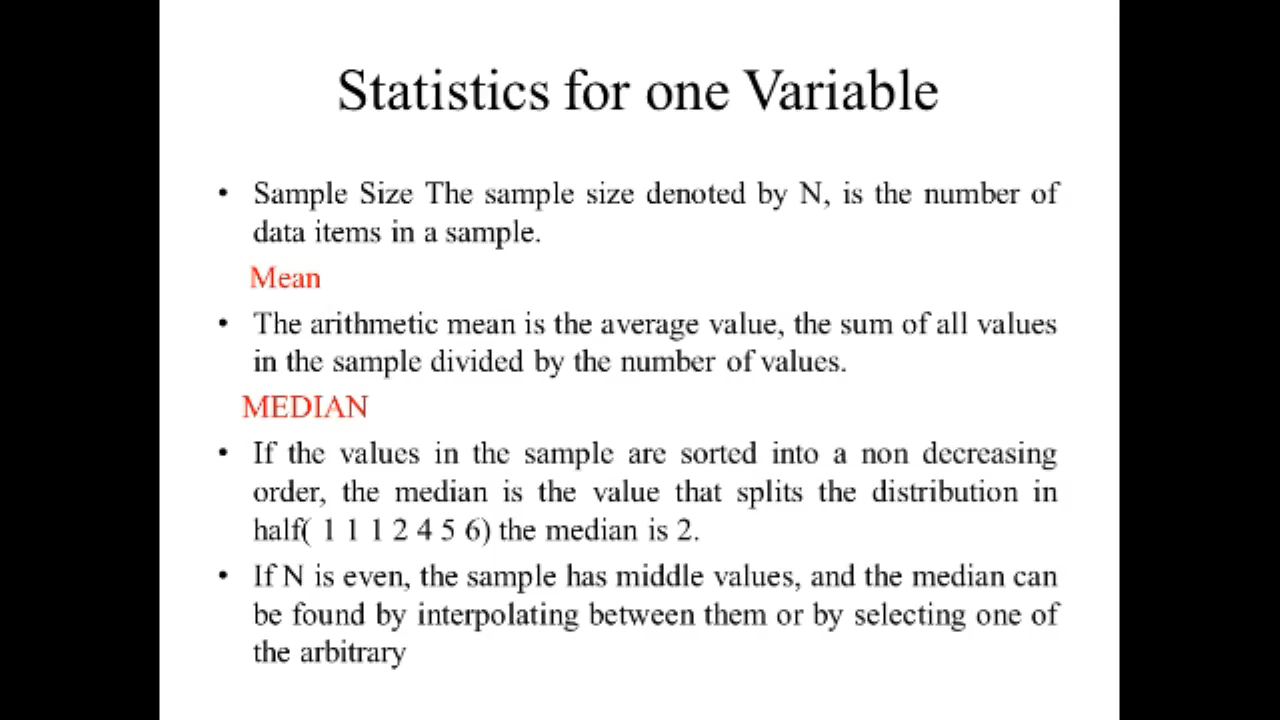 Statistics for one Variable
• Sample Size The sample size denoted by N, is the number of
data items in a sample.
Mean
• The arithmetic mean is the average value, the sum of all values
in the sample divided by the number of values.
MEDIAN
• If the values in the sample are sorted into a non decreasing
order, the median is the value that splits the distribution in
half( 1 1 1 2 4 5 6) the median is 2.
• If N is even, the sample has middle values, and the median can
be found by interpolating between them or by selecting one of
the arbitrary